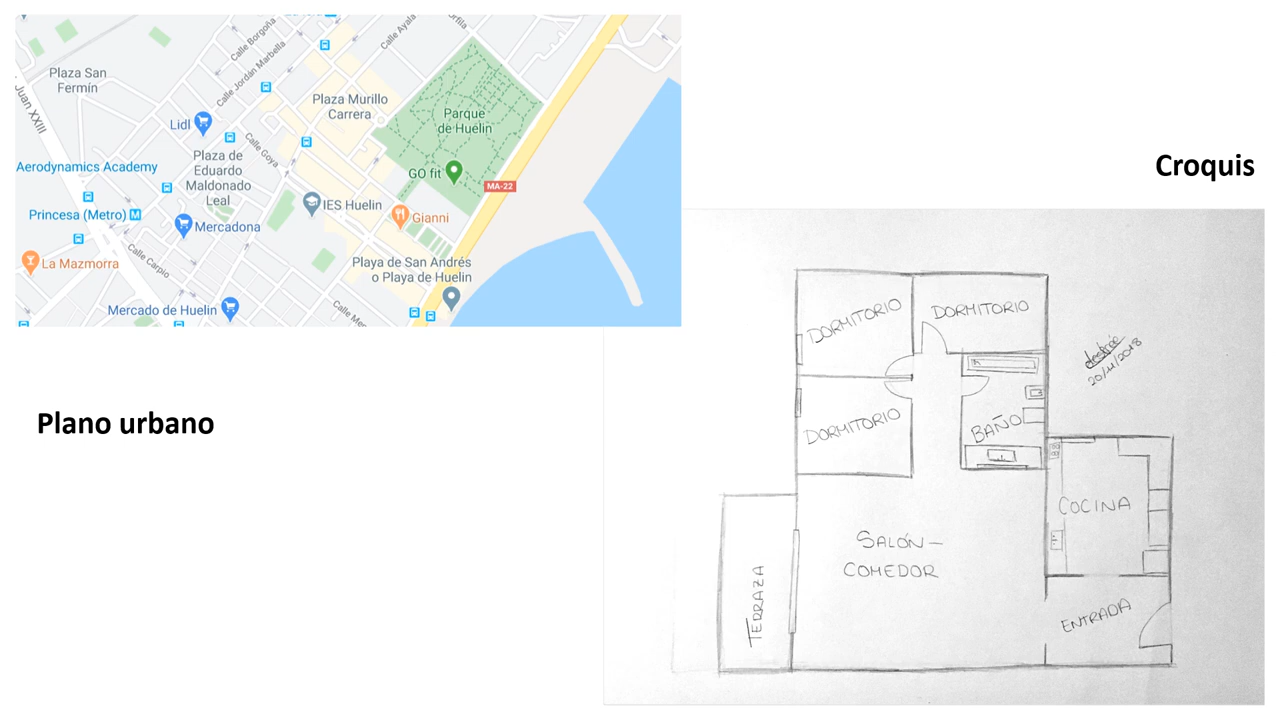 Calle Borgoña
Calle Ayala
Plaza San
Fermín
Calle Jordán Marbella
Juan XXIII
Plaza Murillo
Carrera
Parque
de Huelin
Lidl
Calle Goya
Plaza de
Eduardo
Maldonado
Leal
Aerodynamics Academy
GO fit
MA-22
IES Huelin
Gianni
Princesa (Metro) M
Mercadona
La Mazmorra
Calle Carpio
Playa de San Andrés
o Playa de Huelin
Mercado de Huelin
Plano urbano
Croquis
DORMITORIO
DORMITORIO
20/11/2018
DORMITORIO
BAÑO
COCINA
SALÓN-
COMEDOR
TERRAZA
ENTRADA